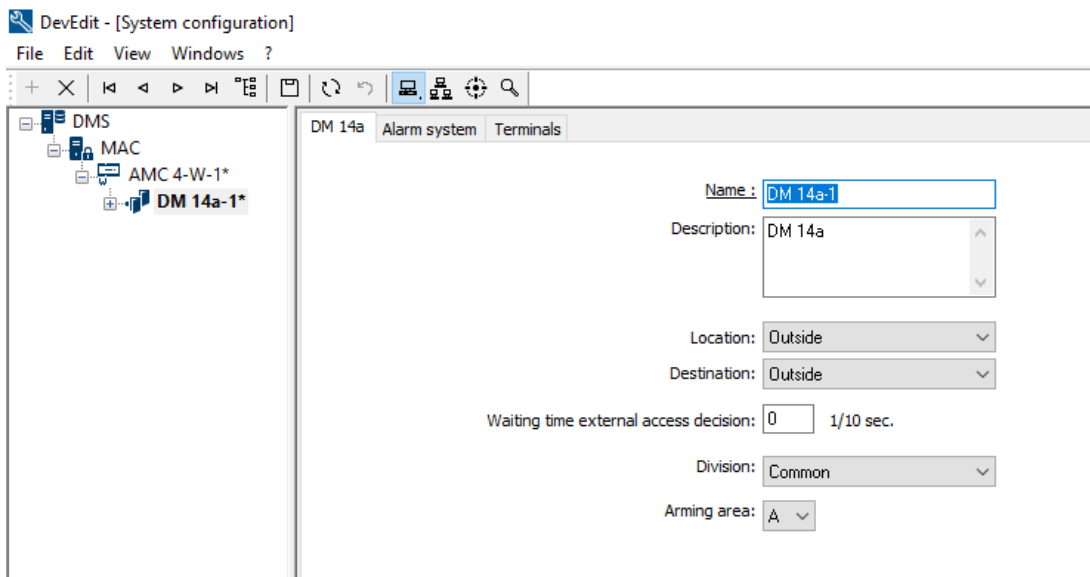 DevEdit - [System configuration]
File Edit View Windows ?
DMS
MAC
AMC 4-W-1*
DM 14a-1*
DM 14a Alarm system Terminals
Name : DM 14a-1
Description: DM 14a
Location: Outside
Destination: Outside
Waiting time external access decision: 0 1/10 sec.
Division: Common
Arming area: A